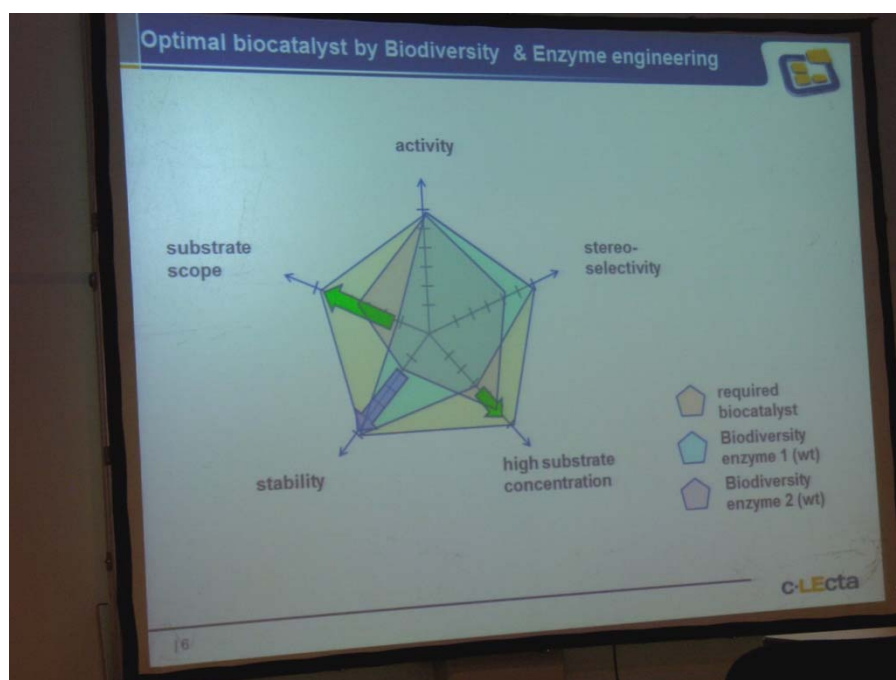 Optimal biocatalyst by Biodiversity & Enzyme engineering
activity
substrate
scope
stereo-
selectivity
stability
high substrate
concentration
required
biocatalyst
Biodiversity
enzyme 1 (wt)
Biodiversity
enzyme 2 (wt)
c-LEcta
6